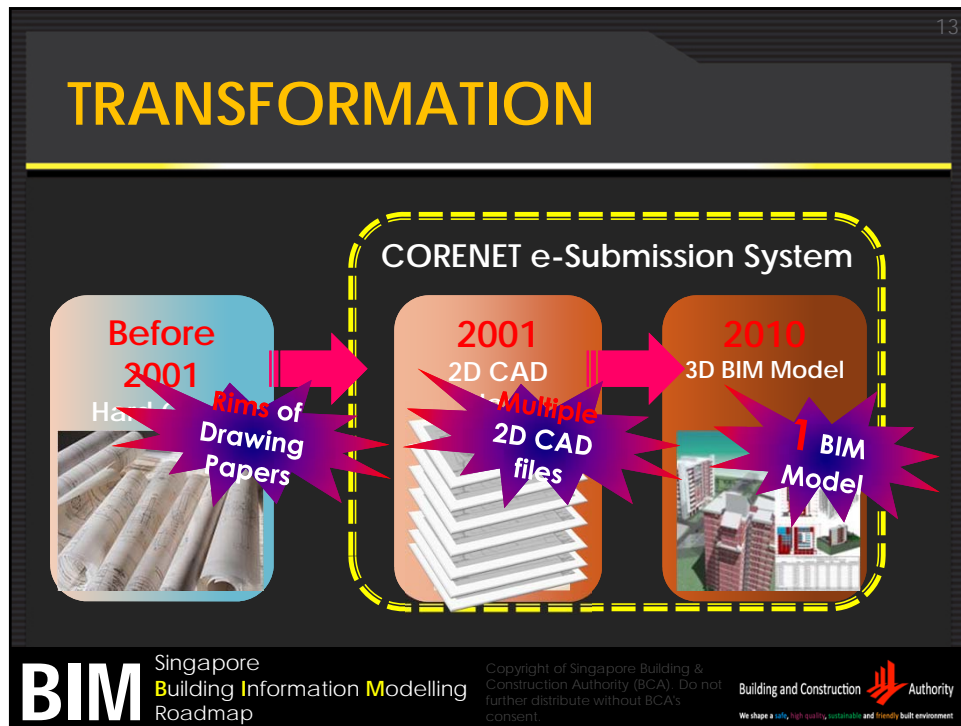 13
TRANSFORMATION
CORENET e-Submission System
Before
2001
Rims of
Drawing
Papers
2001
2D CAD
Multiple
2D CAD
files
2010
3D BIM Model
1 BIM
Model
BIM
Singapore
Building Information Modelling
Roadmap
Copyright of Singapore Building &
Construction Authority (BCA). Do not
further distribute without BCA's
consent.
Building and Construction Authority
We shape a safe, high quality, sustainable and friendly built environment